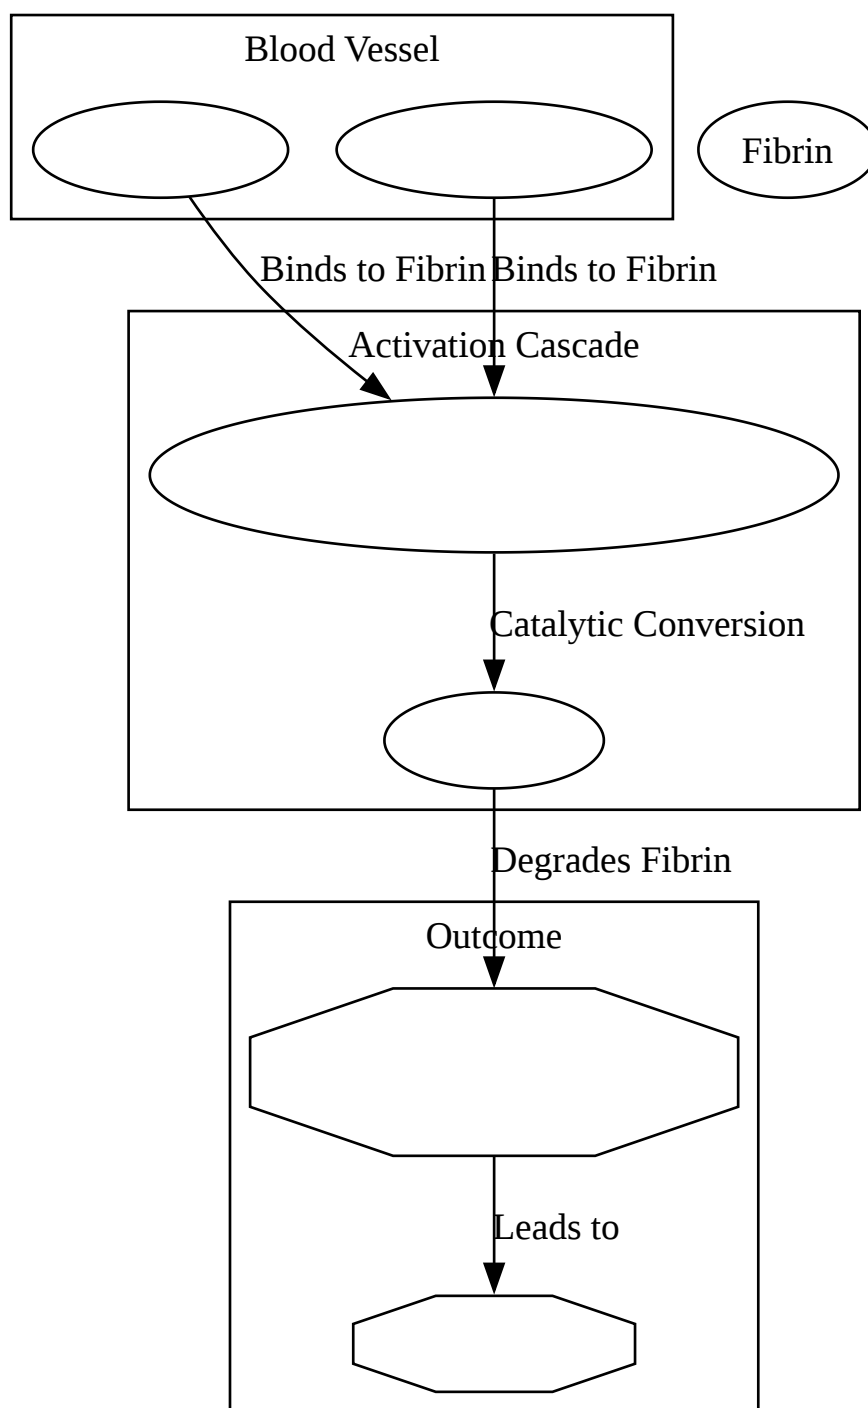 Blood Vessel
Fibrin
Binds to Fibrin
Binds to Fibrin
Activation Cascade
Catalytic Conversion
Degrades Fibrin
Outcome
Leads to